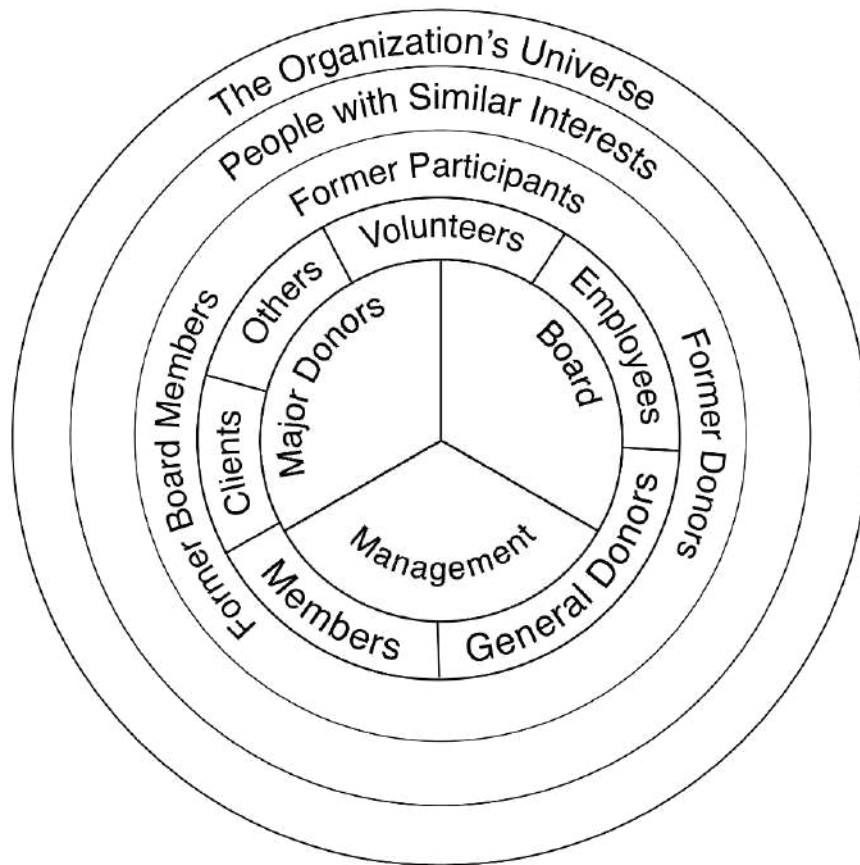 The Organization's Universe
People with Similar Interests
Former Participants
Former Board Members
Former Donors
Volunteers
Others
Employees
Clients
Members
General Donors
Major Donors
Board
Management